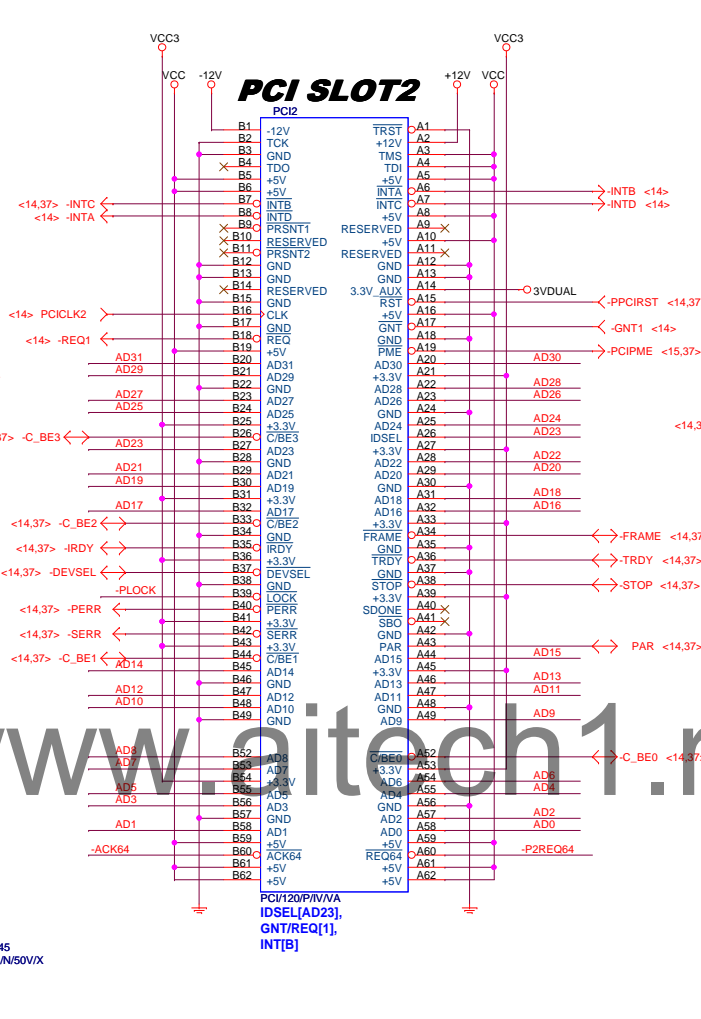 VCC3 VCC3
VCC -12V +12V VCC
PCI SLOT2
PCI2
B1 -12V TRST A1
B2 TCK +12V A2
B3 GND TMS A3
B4 TDO TDI A4
B5 +5V +5V A5
B6 +5V INTA A6 -INTB <14>
<14,37> -INTC B7 INTB INTC A7 -INTD <14>
<14> -INTA B8 INTD +5V A8
B9 PRSNT1 RESERVED A9
B10 RESERVED +5V A10
B11 PRSNT2 RESERVED A11
B12 GND GND A12
B13 GND GND A13
B14 RESERVED 3.3V_AUX A14 3VDUAL
B15 GND RST A15 -PPCIRST <14,37
<14> PCICLK2 B16 CLK +5V A16
B17 GND GNT A17 -GNT1 <14>
<14> -REQ1 B18 REQ GND A18
B19 +5V PME A19 -PCIPME <15,37>
AD31 B20 AD31 AD30 A20 AD30
AD29 B21 AD29 +3.3V A21
B22 GND AD28 A22 AD28
AD27 B23 AD27 AD26 A23 AD26
AD25 B24 AD25 GND A24
B25 +3.3V AD24 A25 AD24 <14,3
7> -C_BE3 B26 C/BE3 IDSEL A26 AD23
AD23 B27 AD23 +3.3V A27
B28 GND AD22 A28 AD22
AD21 B29 AD21 AD20 A29 AD20
AD19 B30 AD19 GND A30
B31 +3.3V AD18 A31 AD18
AD17 B32 AD17 AD16 A32 AD16
<14,37> -C_BE2 B33 C/BE2 +3.3V A33
B34 GND FRAME A34 -FRAME <14,37
<14,37> -IRDY B35 IRDY GND A35
B36 +3.3V TRDY A36 -TRDY <14,37>
<14,37> -DEVSEL B37 DEVSEL GND A37
B38 GND STOP A38 -STOP <14,37>
-PLOCK B39 LOCK +3.3V A39
<14,37> -PERR B40 PERR SDONE A40
B41 +3.3V SBO A41
<14,37> -SERR B42 SERR GND A42
B43 +3.3V PAR A43 PAR <14,37>
<14,37> -C_BE1 B44 C/BE1 AD15 A44 AD15
AD14 B45 AD14 +3.3V A45
B46 GND AD13 A46 AD13
AD12 B47 AD12 AD11 A47 AD11
AD10 B48 AD10 GND A48
B49 GND AD9 A49 AD9
www.aitech1.r
AD8 B52 AD8 C/BE0 A52 -C_BE0 <14,37>
AD7 B53 AD7 +3.3V A53
B54 +3.3V AD6 A54 AD6
AD5 B55 AD5 AD4 A55 AD4
AD3 B56 AD3 GND A56
B57 GND AD2 A57 AD2
AD1 B58 AD1 AD0 A58 AD0
B59 +5V +5V A59
-ACK64 B60 ACK64 REQ64 A60 -P2REQ64
B61 +5V +5V A61
B62 +5V +5V A62
PCI/120/P/IV/VA
IDSEL[AD23],
GNT/REQ[1],
INT[B]
45
/N/50V/X